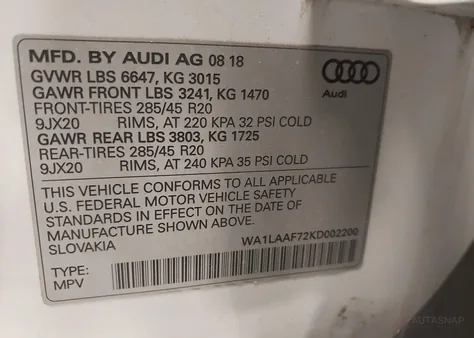 MFD. BY AUDI AG 08 18
GVWR LBS 6647, KG 3015
GAWR FRONT LBS 3241, KG 1470
FRONT-TIRES 285/45 R20
9JX20 RIMS, AT 220 KPA 32 PSI COLD
GAWR REAR LBS 3803, KG 1725
REAR-TIRES 285/45 R20
9JX20 RIMS, AT 240 KPA 35 PSI COLD
Audi
THIS VEHICLE CONFORMS TO ALL APPLICABLE
U.S. FEDERAL MOTOR VEHICLE SAFETY
STANDARDS IN EFFECT ON THE DATE OF
MANUFACTURE SHOWN ABOVE.
SLOVAKIA WA1LAAF72KD002200
TYPE:
MPV
AUTASNAP